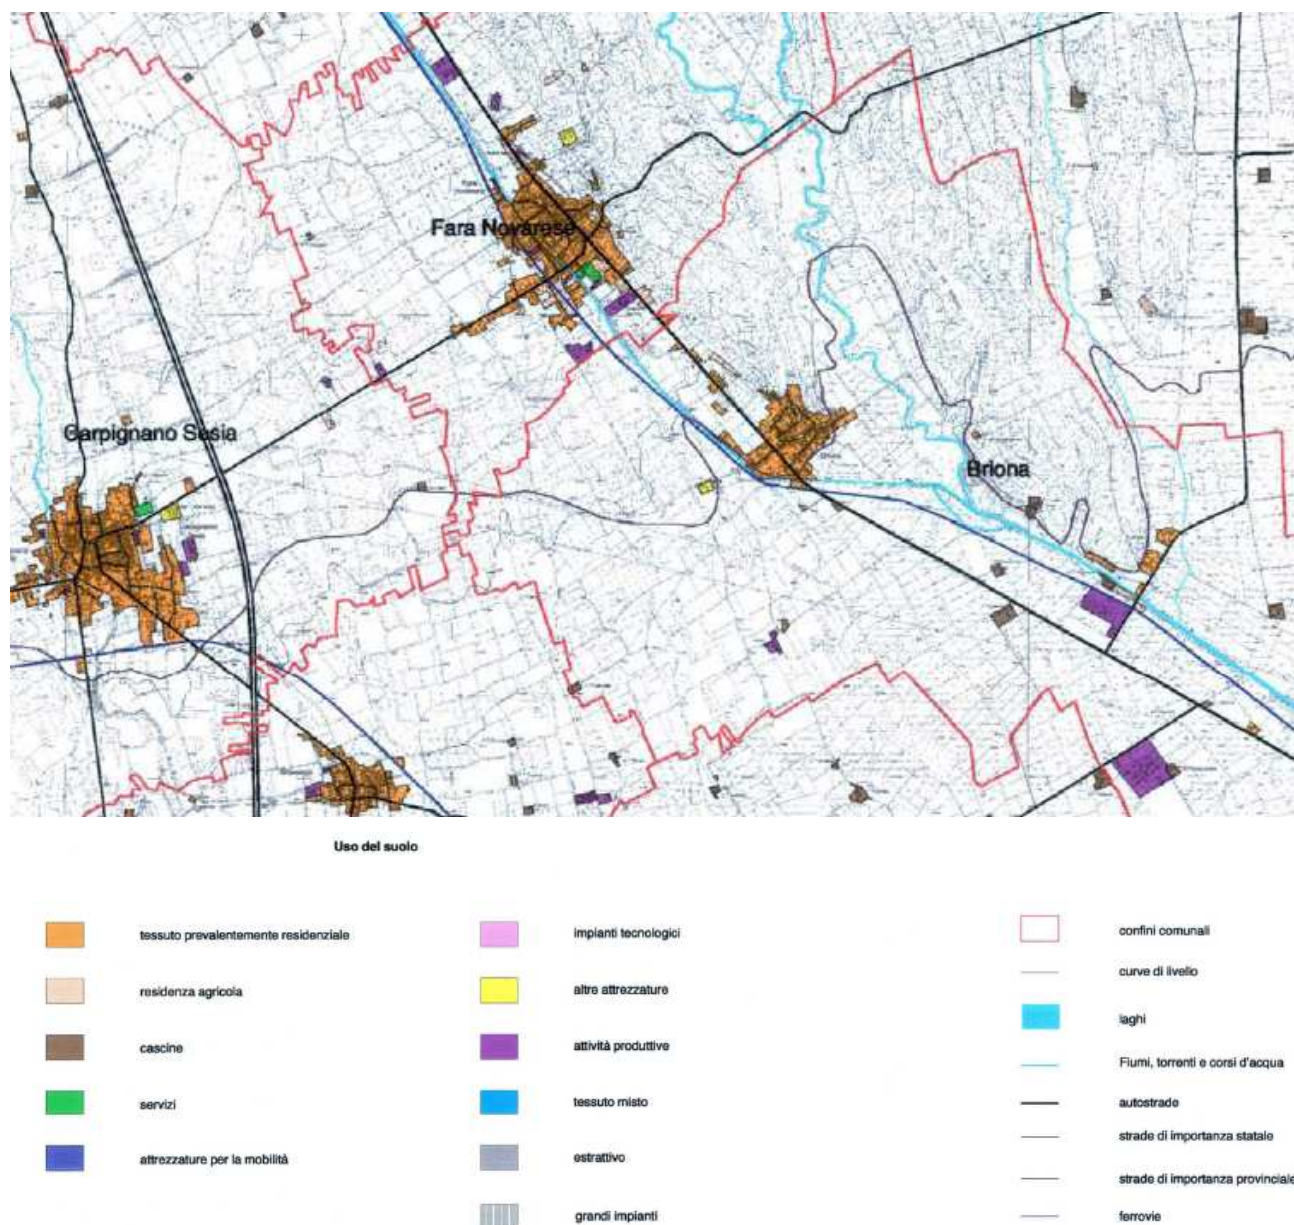 Fara Novarese
Carpignano Sesia
Briona
Uso del suolo
tessuto prevalentemente residenziale
residenza agricola
cascine
servizi
attrezzature per la mobilità
impianti tecnologici
altre attrezzature
attività produttive
tessuto misto
estrattivo
grandi impianti
confini comunali
curve di livello
laghi
Fiumi, torrenti e corsi d'acqua
autostrade
strade di importanza statale
strade di importanza provinciale
ferrovie